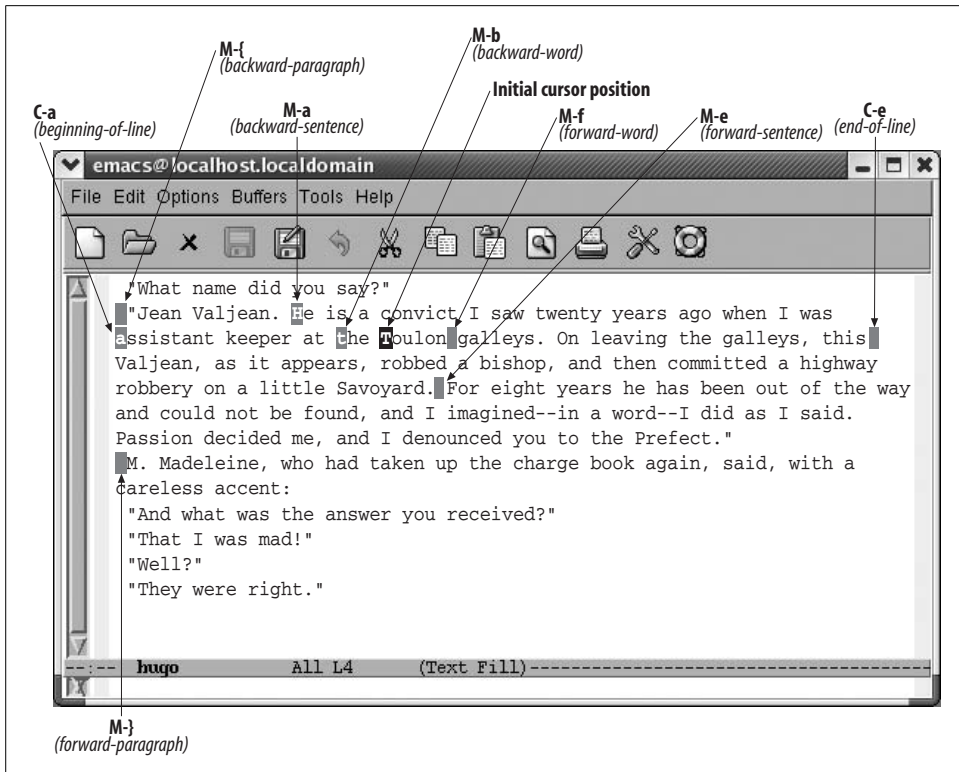 M-{
(backward-paragraph)
M-b
(backward-word)
Initial cursor position
C-a
(beginning-of-line)
M-a
(backward-sentence)
M-f
(forward-word)
M-e
(forward-sentence)
C-e
(end-of-line)
emacs@localhost.localdomain
File Edit Options Buffers Tools Help
"What name did you say?"
"Jean Valjean. He is a convict I saw twenty years ago when I was
assistant keeper at the Toulon galleys. On leaving the galleys, this
Valjean, as it appears, robbed a bishop, and then committed a highway
robbery on a little Savoyard. For eight years he has been out of the way
and could not be found, and I imagined--in a word--I did as I said.
Passion decided me, and I denounced you to the Prefect."
M. Madeleine, who had taken up the charge book again, said, with a
careless accent:
"And what was the answer you received?"
"That I was mad!"
"Well?"
"They were right."
--:-- hugo All L4 (Text Fill)----------------------------------
M-}
(forward-paragraph)